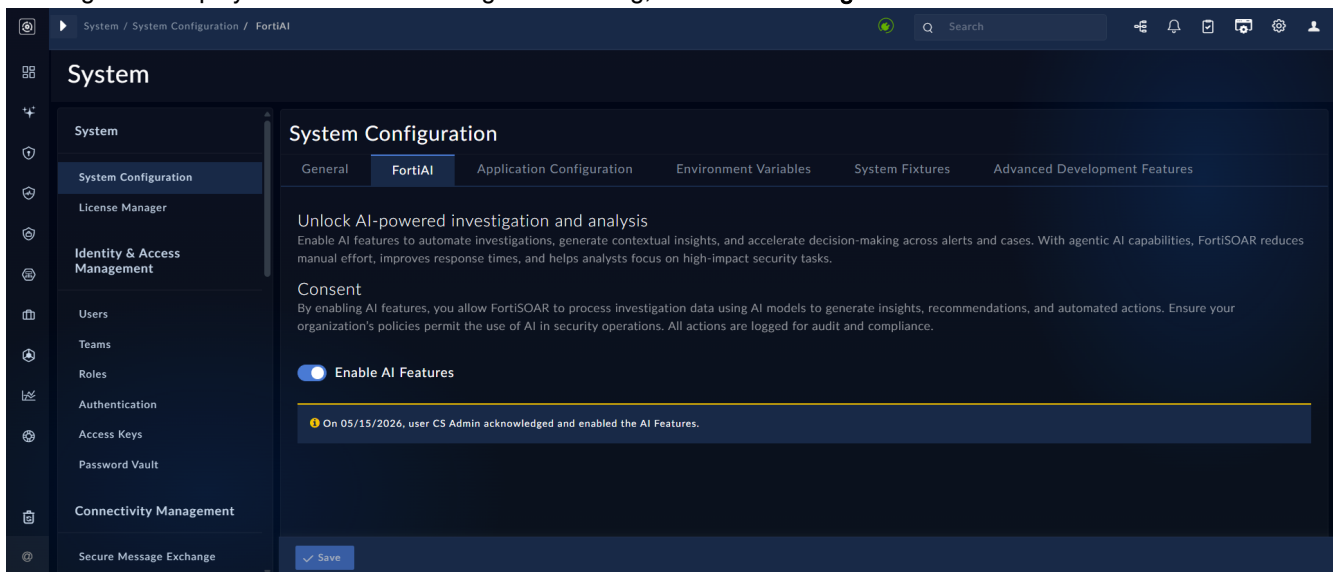 System / System Configuration / FortiAI
Search
System
System
System Configuration
License Manager
Identity & Access
Management
Users
Teams
Roles
Authentication
Access Keys
Password Vault
Connectivity Management
Secure Message Exchange
System Configuration
General FortiAI Application Configuration Environment Variables System Fixtures Advanced Development Features
Unlock AI-powered investigation and analysis
Enable AI features to automate investigations, generate contextual insights, and accelerate decision-making across alerts and cases. With agentic AI capabilities, FortiSOAR reduces
manual effort, improves response times, and helps analysts focus on high-impact security tasks.
Consent
By enabling AI features, you allow FortiSOAR to process investigation data using AI models to generate insights, recommendations, and automated actions. Ensure your
organization's policies permit the use of AI in security operations. All actions are logged for audit and compliance.
Enable AI Features
On 05/15/2026, user CS Admin acknowledged and enabled the AI Features.
Save